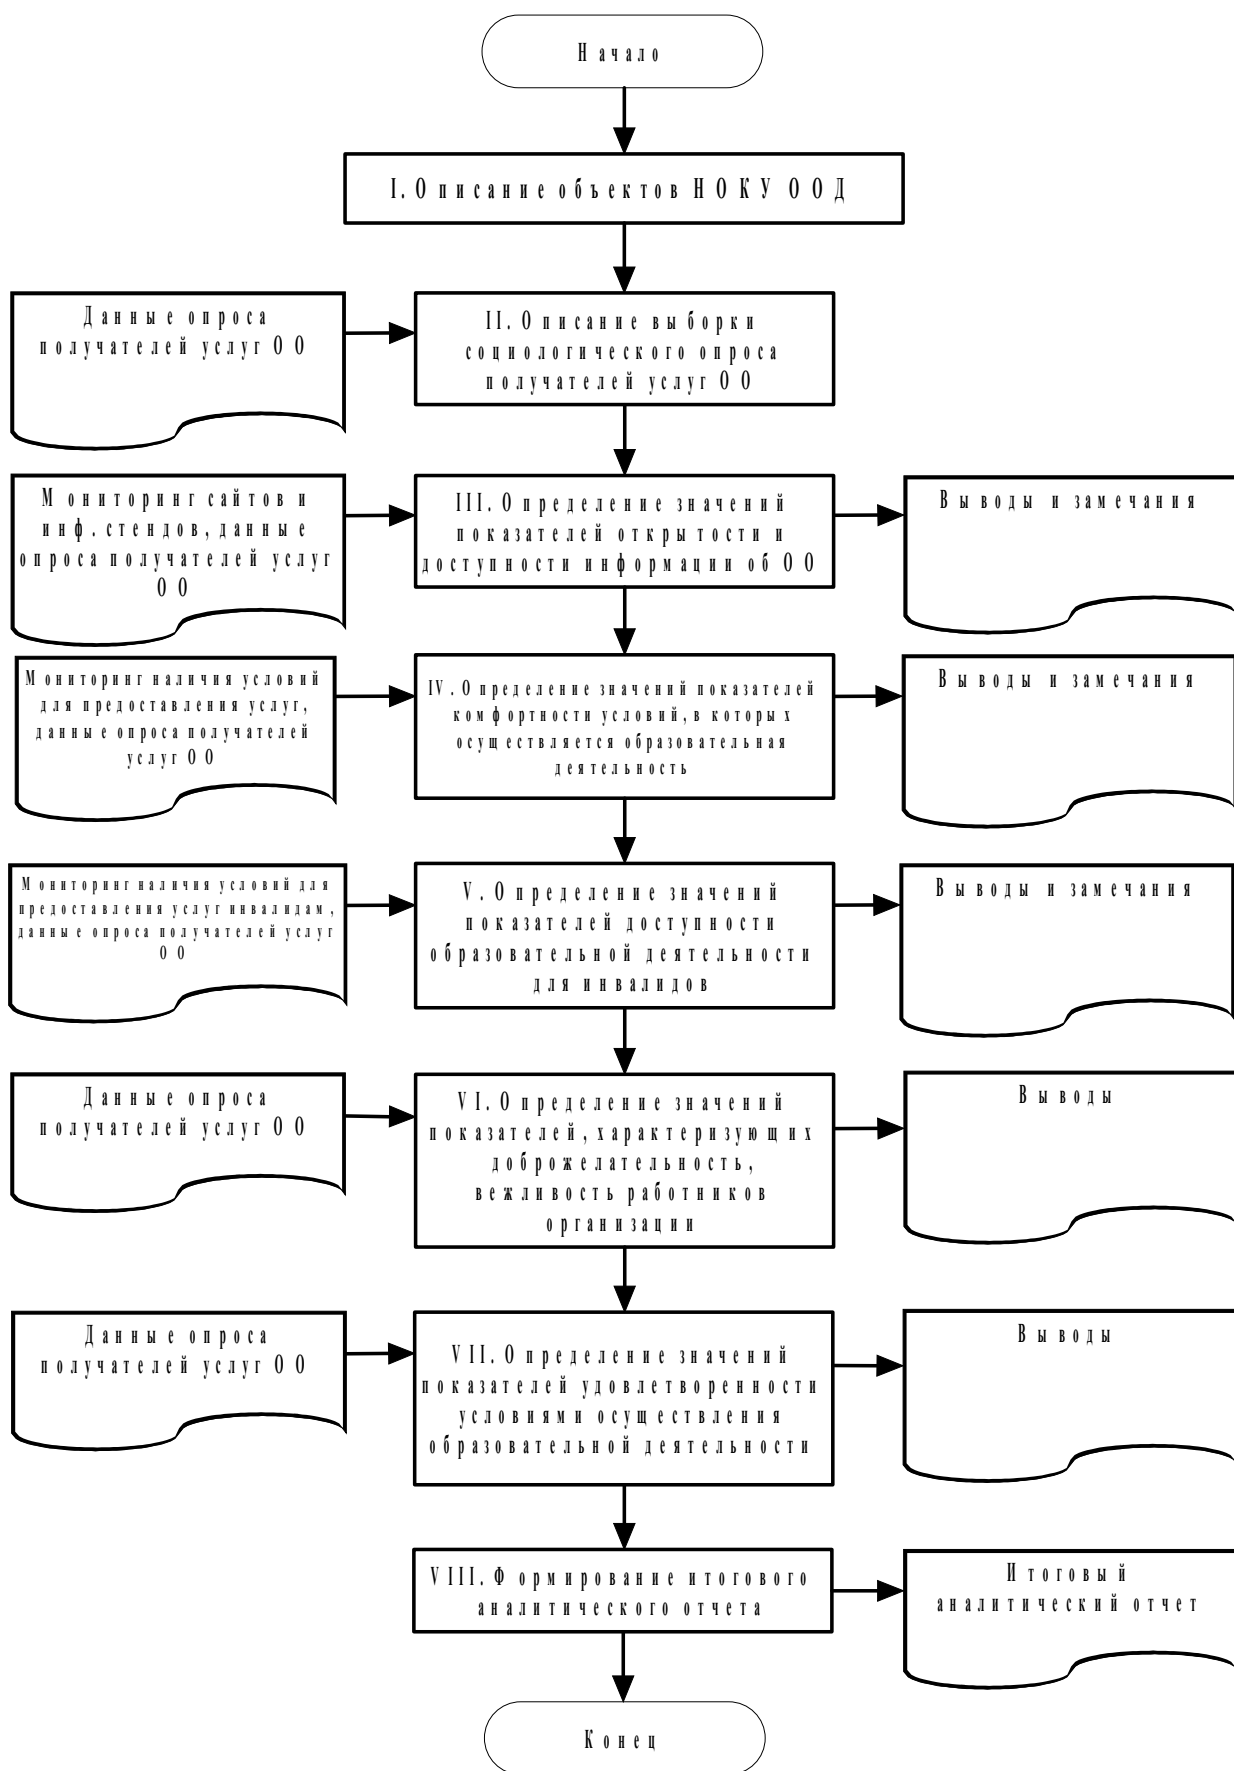 Начало
I. Описание объектов НОКУ ООД
Данные опроса
получателей услуг ОО
II. Описание выборки
социологического опроса
получателей услуг ОО
Мониторинг сайтов и
инф. стендов, данные
опроса получателей услуг
ОО
III. Определение значений
показателей открытости и
доступности информации об ОО
Выводы и замечания
Мониторинг наличия условий
для предоставления услуг,
данные опроса получателей
услуг ОО
IV. Определение значений показателей
комфортности условий, в которых
осуществляется образовательная
деятельность
Выводы и замечания
Мониторинг наличия условий для
предоставления услуг инвалидам,
данные опроса получателей услуг
ОО
V. Определение значений
показателей доступности
образовательной деятельности
для инвалидов
Выводы и замечания
Данные опроса
получателей услуг ОО
VI. Определение значений
показателей, характеризующих
доброжелательность,
вежливость работников
организации
Выводы
Данные опроса
получателей услуг ОО
VII. Определение значений
показателей удовлетворенности
условиями осуществления
образовательной деятельности
Выводы
VIII. Формирование итогового
аналитического отчета
Итоговый
аналитический отчет
Конец